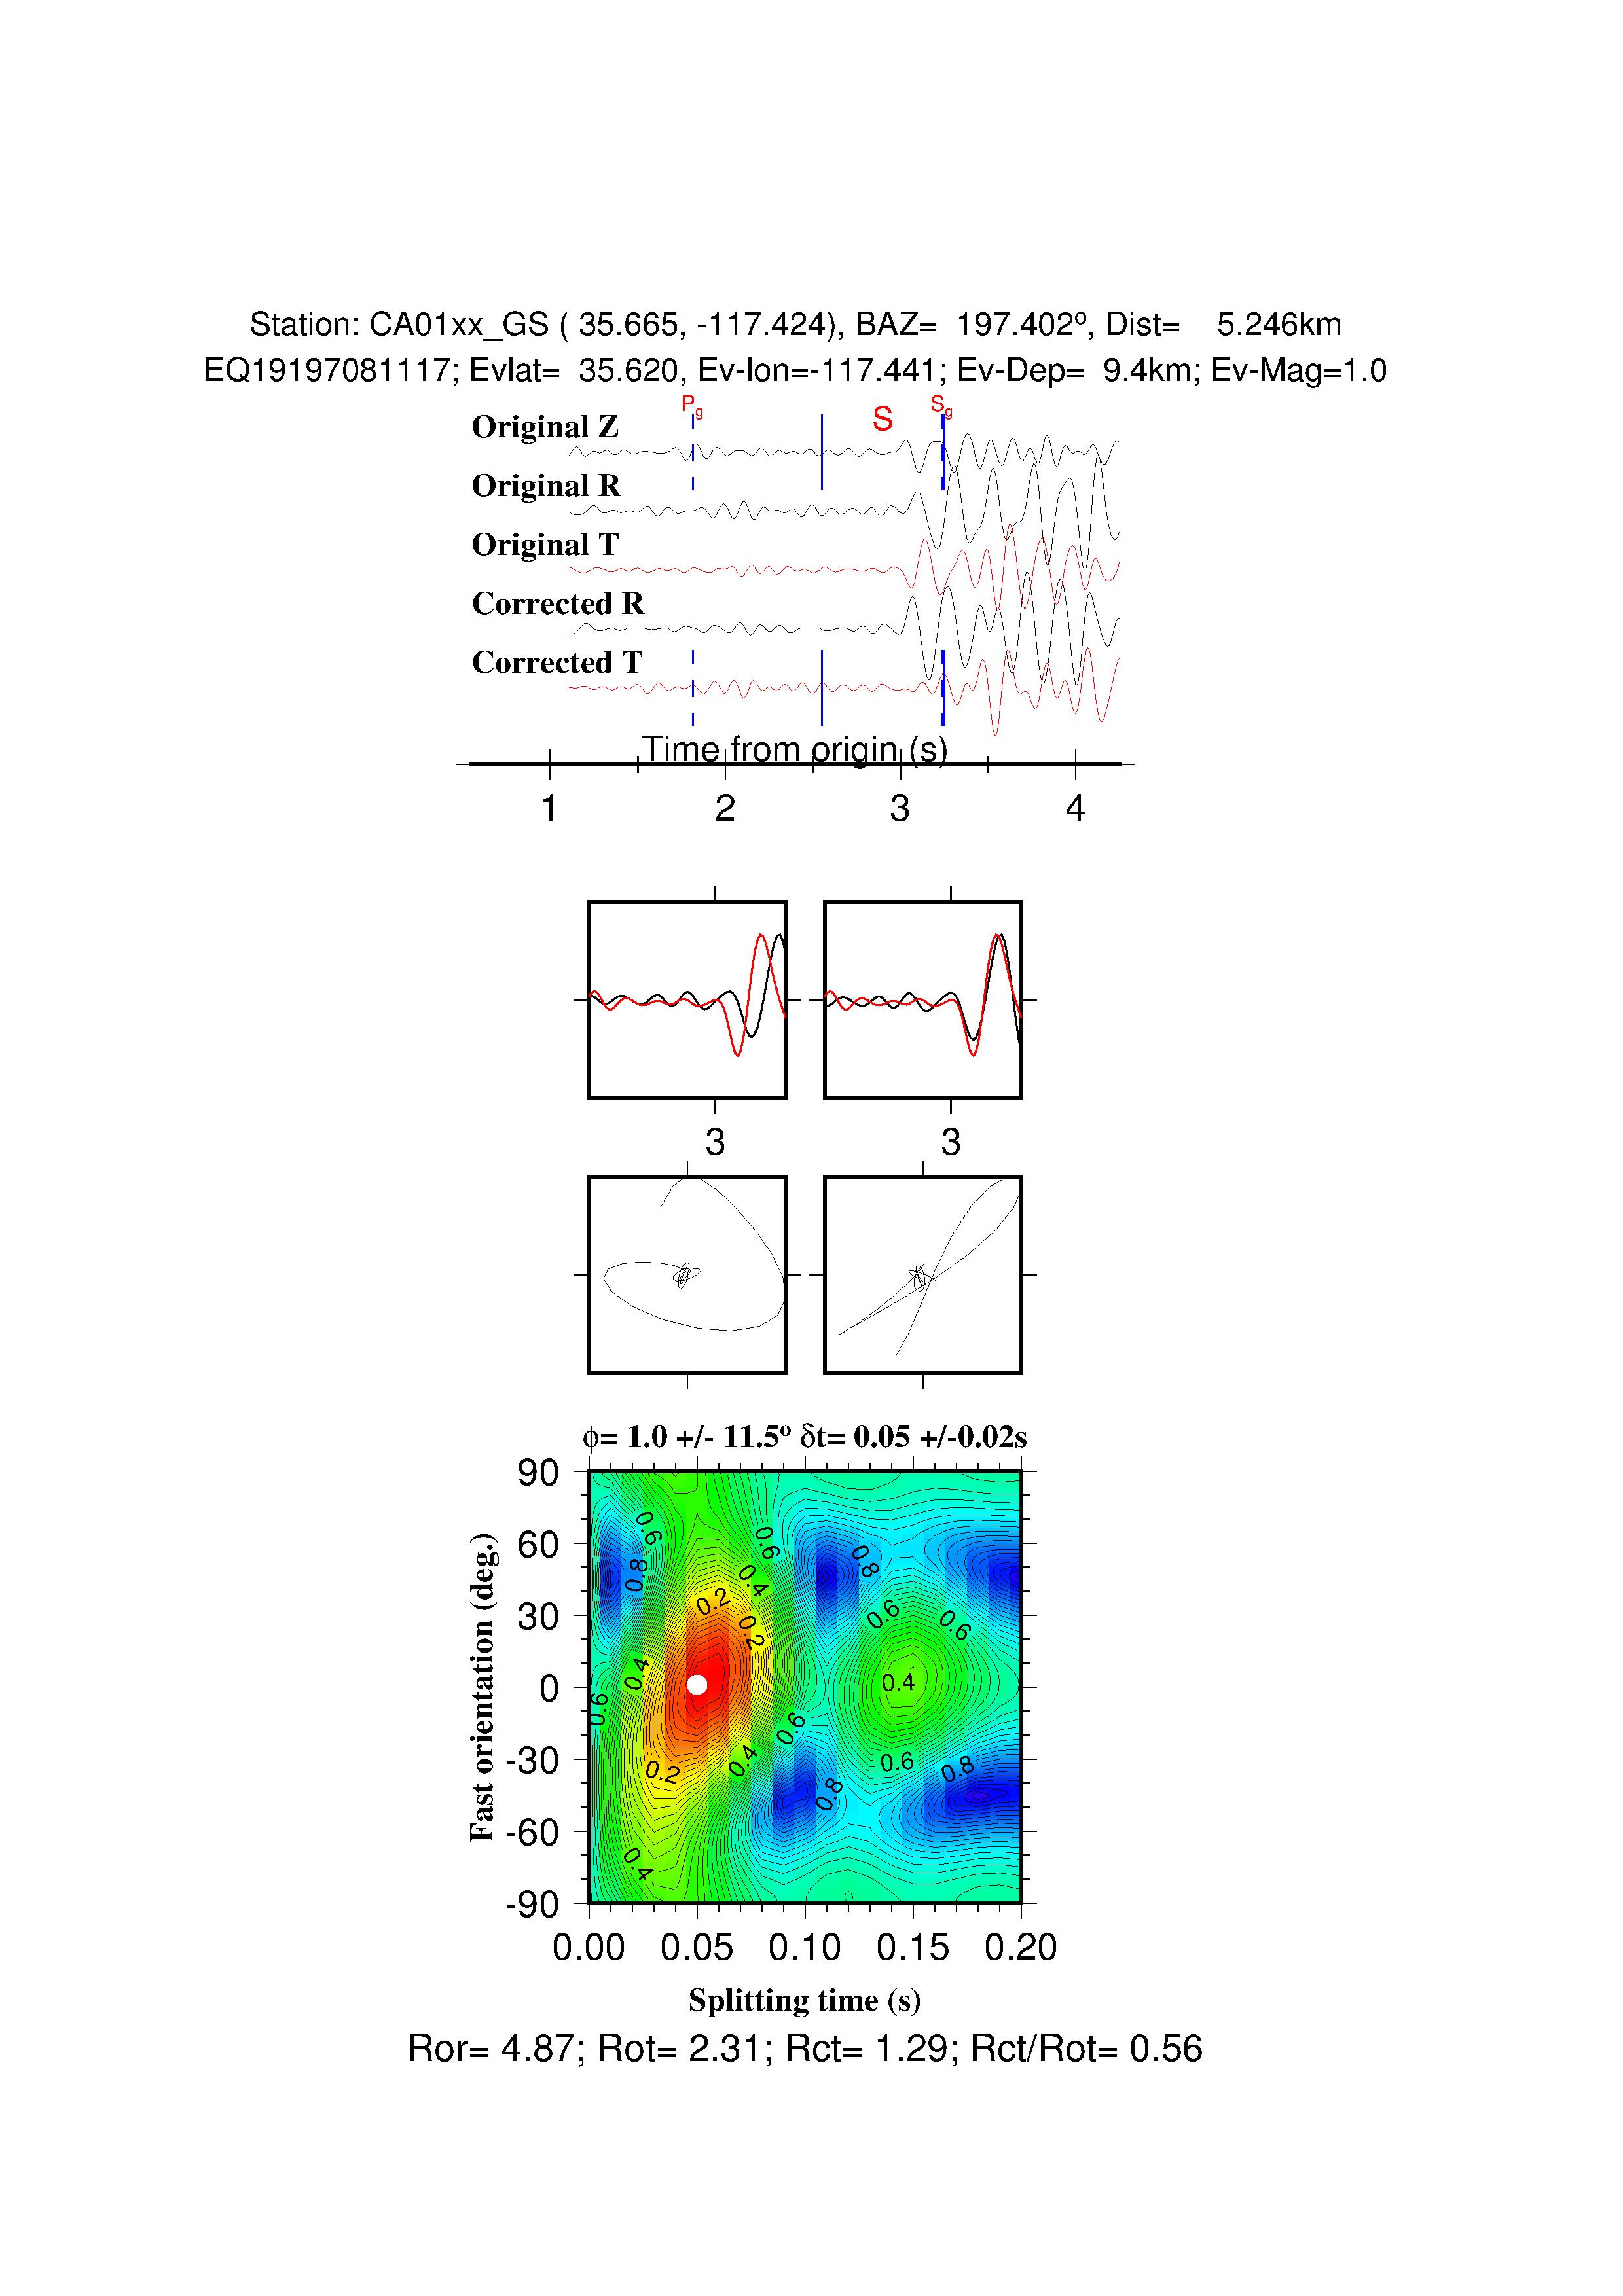 Station: CA01xx_GS ( 35.665, -117.424), BAZ= 197.402º, Dist= 5.246km
EQ19197081117; Evlat= 35.620, Ev-lon=-117.441; Ev-Dep= 9.4km; Ev-Mag=1.0
Pg S Sg
Original Z
Original R
Original T
Corrected R
Corrected T
Time from origin (s)
1 2 3 4
3 3
ϕ= 1.0 +/- 11.5º δt= 0.05 +/-0.02s
90
60
30
0
-30
-60
-90
Fast orientation (deg.)
0.6 0.6
0.8 0.4 0.8
0.2 0.6
0.2 0.6
0.4 0.4
0.6 0.6
0.2 0.4 0.6 0.8
0.8
0.4
0.00 0.05 0.10 0.15 0.20
Splitting time (s)
Ror= 4.87; Rot= 2.31; Rct= 1.29; Rct/Rot= 0.56